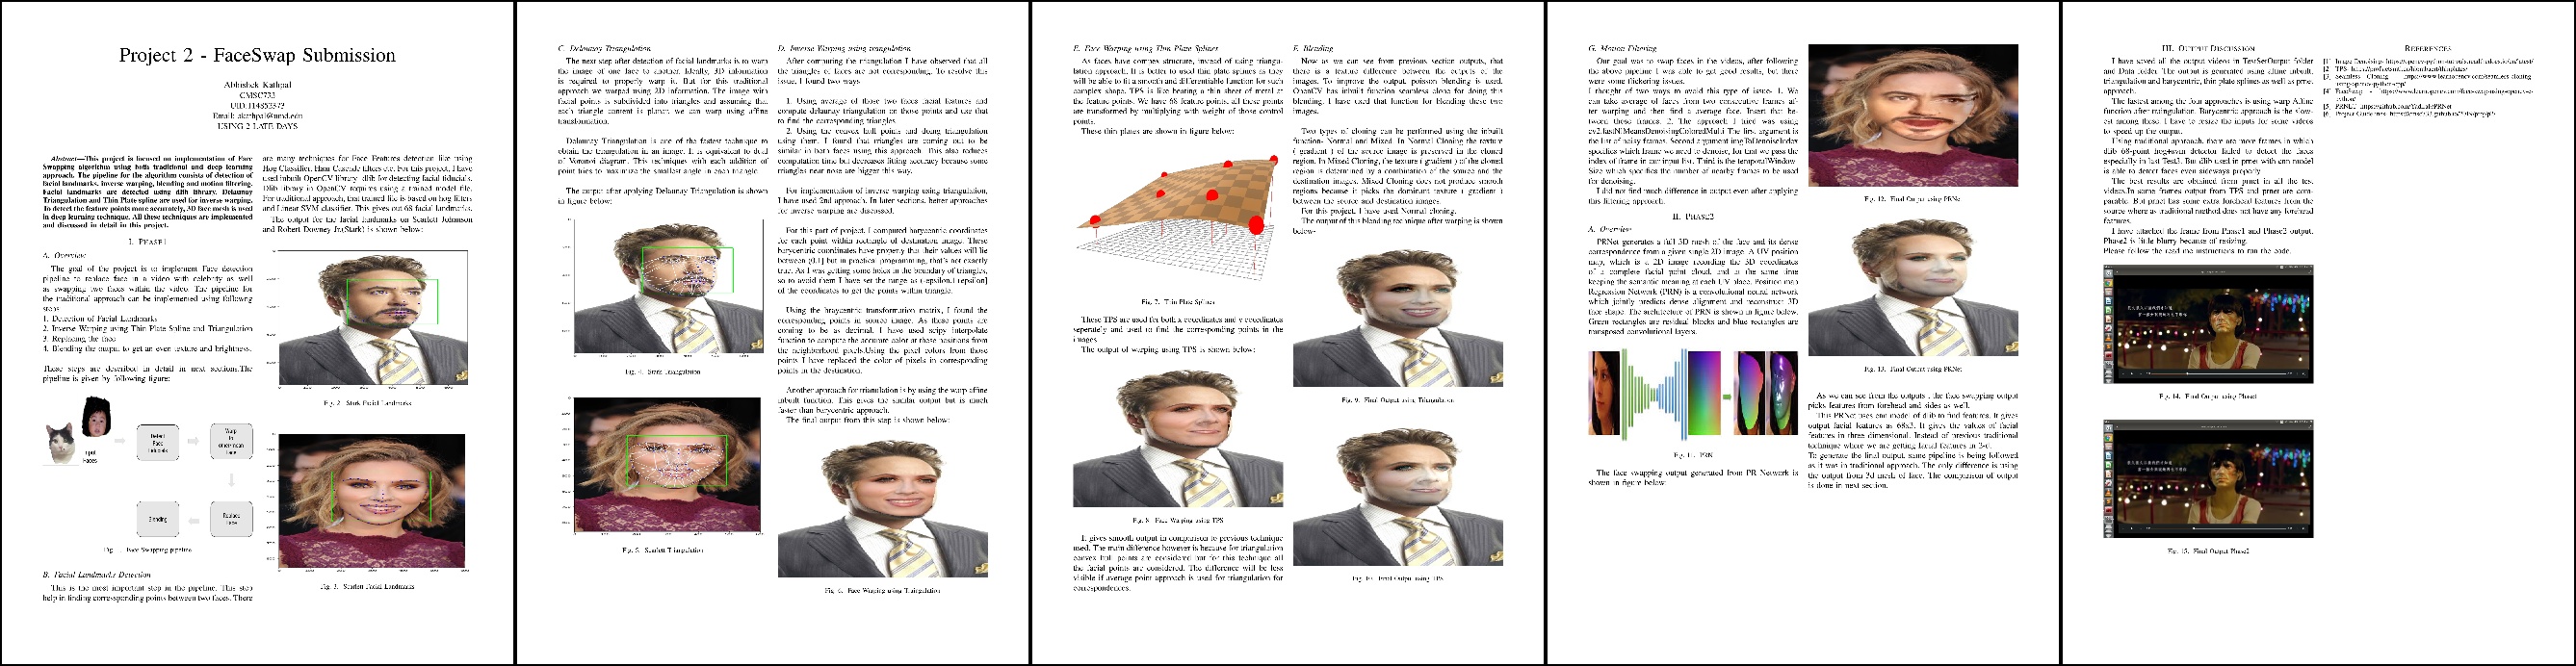 Project 2 - FaceSwap Submission
Abhishek Kathpal
CMSC733
UID:114852373
Email: akathpal@umd.edu
USING 2 LATE DAYS
Abstract—This project is focused on implementation of Face
Swapping algorithm using both traditional and deep learning
approach. The pipeline for the algorithm consists of detection of
facial landmarks, inverse warping, blending and motion filtering.
Facial landmarks are detected using dlib library. Delaunay
Triangulation and Thin Plate spline are used for inverse warping.
To detect the feature points more accurately, 3D face mesh is used
in deep learning technique. All these techniques are implemented
and discussed in detail in this project.
I. PHASE1
A. Overview
The goal of the project is to implement Face detection
pipeline to replace face in a video with celebrity as well
as swapping two faces within the video. The pipeline for
the traditional approach can be implemented using following
steps
1. Detection of Facial Landmarks
2. Inverse Warping using Thin Plate Spline and Triangulation
3. Replacing the face
4. Blending the output to get an even texture and brightness.
These steps are described in detail in next sections.The
pipeline is given by following figure:
Input
Faces
Detect
Face
Fiducials
Warp
to
other/mean
Face
Blending
Replace
Face
Fig. 1. Face Swapping pipeline
B. Facial Landmarks Detection
This is the most important step in the pipeline. This step
help in finding corressponding points between two faces. There
are many techniques for Face Features detection like using
Hog Classifier, Haar Cascade filters etc. For this project, I have
used inbuilt OpenCV library -dlib for detecting facial fiducials.
Dlib library in OpenCV requires using a trained model file.
For traditional approach, that trained file is based on hog filters
and Linear SVM classifier. This gives out 68 facial landmarks.
The output for the facial landmarks on Scarlett Johnson
and Robert Downey Jr.(Stark) is shown below:
Fig. 2. Stark Facial Landmarks
Fig. 3. Scarlett Facial Landmarks
C. Delaunay Triangulation
The next step after detection of facial landmarks is to warp
the image of one face to another. Ideally, 3D information
is required to properly warp it. But for this traditional
approach we warped using 2D information. The image with
facial points is subdivided into triangles and assuming that
each triangle content is planer, we can warp using affine
transformation.
Delaunay Triangulation is one of the fastest technique to
obtain the triangulation in an image. It is equivalent to dual
of Voronoi diagram. This techniques with each addition of
point tries to maximize the smallest angle in each triangle.
The output after applying Delaunay Triangulation is shown
in figure below:
Fig. 4. Stark Triangulation
Fig. 5. Scarlett Triangulation
D. Inverse Warping using triangulation
After computing the triangulation I have observed that all
the triangles of faces are not corresponding. To resolve this
issue, I found two ways.
1. Using average of those two faces facial features and
compute delaunay triangulation on those points and use that
to find the corresponding triangles.
2. Using the convex hull points and doing triangulation
using them. I found that triangles are coming out to be
similar in both faces using this approach. This also reduces
computation time but decreases fitting accuracy because some
triangles near nose are bigger this way.
For implementation of inverse warping using triangulation,
I have used 2nd approach. In later sections, better approaches
for inverse warping are discussed.
For this part of project, I computed barycentric coordinates
for each point within rectangle of destination image. These
barycentric coordinates have property that their values will lie
between (0,1] but in practical programming, that's not exactly
true. As I was getting some holes in the boundary of triangles,
so to avoid them I have set the range as (-epsilon,1+epsilon]
of the coordinates to get the points within triangle.
Using the braycentric transformation matrix, I found the
corresponding points in source image. As these points are
coming to be as decimal, I have used scipy interpolate
function to compute the accurate color at those positions from
the neighborhood pixels.Using the pixel colors from those
points I have replaced the color of pixels in corresponding
points in the destination.
Another approach for trianulation is by using the warp affine
inbuilt function. This gives the similar output but is much
faster than barycentric approach.
The final output from this step is shown below:
Fig. 6. Face Warping using Triangulation
E. Face Warping using Thin Plate Splines
As faces have complex structure, instead of using triangu-
lation approach. It is better to used thin plate splines as they
will be able to fit a smooth and differentiable function for such
complex shape. TPS is like bearing a thin sheet of metal at
the feature points. We have 68 feature points, all these points
are transformed by multiplying with weight of those control
points.
These thin plates are shown in figure below:
Fig. 7. Thin Plate Splines
These TPS are used for both x coordinates and y coordinates
seperately and used to find the corresponding points in the
images.
The output of warping using TPS is shown below:
Fig. 8. Face Warping using TPS
It gives smooth output in comparison to previous technique
used. The main difference however is because for triangulation
convex hull points are considered but for this technique all
the facial points are considered. The difference will be less
visible if average point approach is used for triangulation for
correspondences.
F. Blending
Now as we can see from previous section outputs, that
there is a feature difference between the outputs of the
images. To improve the output, poission blending is used.
OpenCV has inbuilt function seamless clone for doing this
blending. I have used that function for blending these two
images.
Two types of cloning can be performed using the inbuilt
function- Normal and Mixed. In Normal Cloning the texture
( gradient ) of the source image is preserved in the cloned
region. In Mixed Cloning, the texture ( gradient ) of the cloned
region is determined by a combination of the source and the
destination images. Mixed Cloning does not produce smooth
regions because it picks the dominant texture ( gradient )
between the source and destination images.
For this project, I have used Normal cloning.
The output of this blending technique after warping is shown
below-
Fig. 9. Final Output using Triangulation
Fig. 10. Final Output using TPS
G. Motion Filtering
Our goal was to swap faces in the videos, after following
the above pipeline I was able to get good results, but there
were some flickering issues.
I thought of two ways to avoid this type of issue- 1. We
can take average of faces from two consecutive frames af-
ter warping and then find a average face. Insert that be-
tween those frames. 2. The approach I tried was using
cv2.fastNlMeansDenoisingColoredMulti The first argument is
the list of noisy frames. Second argument imgToDenoiseIndex
specifies which frame we need to denoise, for that we pass the
index of frame in our input list. Third is the temporalWindow-
Size which specifies the number of nearby frames to be used
for denoising.
I did not find much difference in output even after applying
this filtering approach.
II. PHASE2
A. Overview
PRNet generates a full 3D mesh of the face and its dense
correspondence from a given single 2D image. A UV position
map, which is a 2D image recording the 3D coordinates
of a complete facial point cloud, and at the same time
keeping the semantic meaning at each UV place. Position map
Regression Network (PRN) is a convolutional neural network
which jointly predicts dense alignment and reconstruct 3D
face shape. The architecture of PRN is shown in figure below.
Green rectangles are residual blocks and blue rectangles are
transposed convolutional layers.
Fig. 11. PRN
The face swapping output generated from PR Network is
shown in figure below:
Fig. 12. Final Output using PRNet
Fig. 13. Final Output using PRNet
As we can see from the outputs , the face swapping output
picks features from forehead and sides as well.
This PRNet uses cnn model of dlib to find features. It gives
output facial features as 68x3. It gives the values of facial
features in three dimensional. Instead of previous traditional
technique where we are getting facial features in 2-d.
To generate the final output, same pipeline is being followed
as it was in traditional approach. The only difference is using
the output from 3d mesh of face. The comparison of output
is done in next section.
III. OUTPUT DISCUSSION
I have saved all the output videos in TestSetOutput folder
and Data folder. The output is generated using affine inbuilt,
triangulation and barycentric, thin plate splines as well as prnet
approach.
The fastest among the four approaches is using warp Affine
function inbuilt in OpenCV. Barycentric approach is the slow-
est among these. I have to resize the inputs for some videos
to speed up the output.
Using traditional approach, there are more frames in which
dlib 68-point hog+svm detector failed to detect the faces
especially in last Test3. But dlib used in prnet with cnn model
is able to detect faces even sideways properly.
The best results are obtained from prnet in all the test
videos.In some frames output from TPS and prnet are com-
parable. But prnet has some extra forehead features from the
source where as traditional method does not have any forehead
features.
I have attached the frame from Phase1 and Phase2 output.
Phase2 is little blurry because of resizing.
Please follow the read me instructions to run the code.
Fig. 14. Final Output using Phase1
Fig. 15. Final Output Phase2
REFERENCES